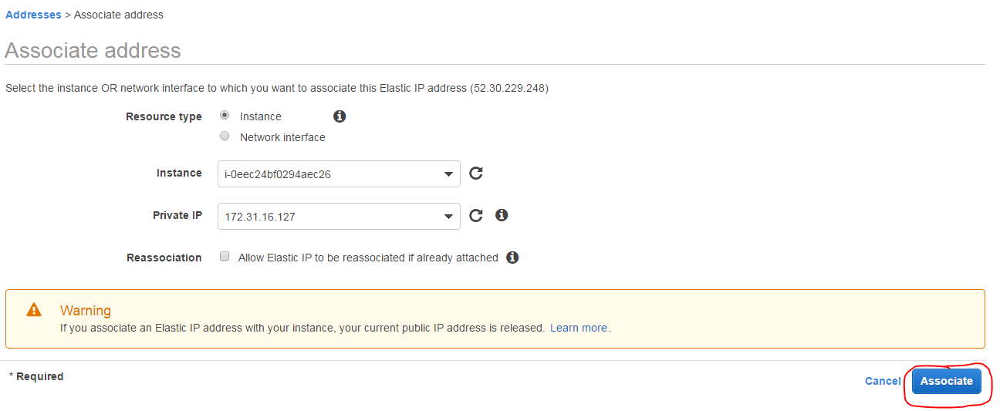 Addresses > Associate address
Associate address
Select the instance OR network interface to which you want to associate this Elastic IP address (52.30.229.248)
Resource type Instance
Network interface
Instance i-0eec24bf0294aec26
Private IP 172.31.16.127
Reassociation Allow Elastic IP to be reassociated if already attached
Warning
If you associate an Elastic IP address with your instance, your current public IP address is released. Learn more.
* Required
Cancel Associate